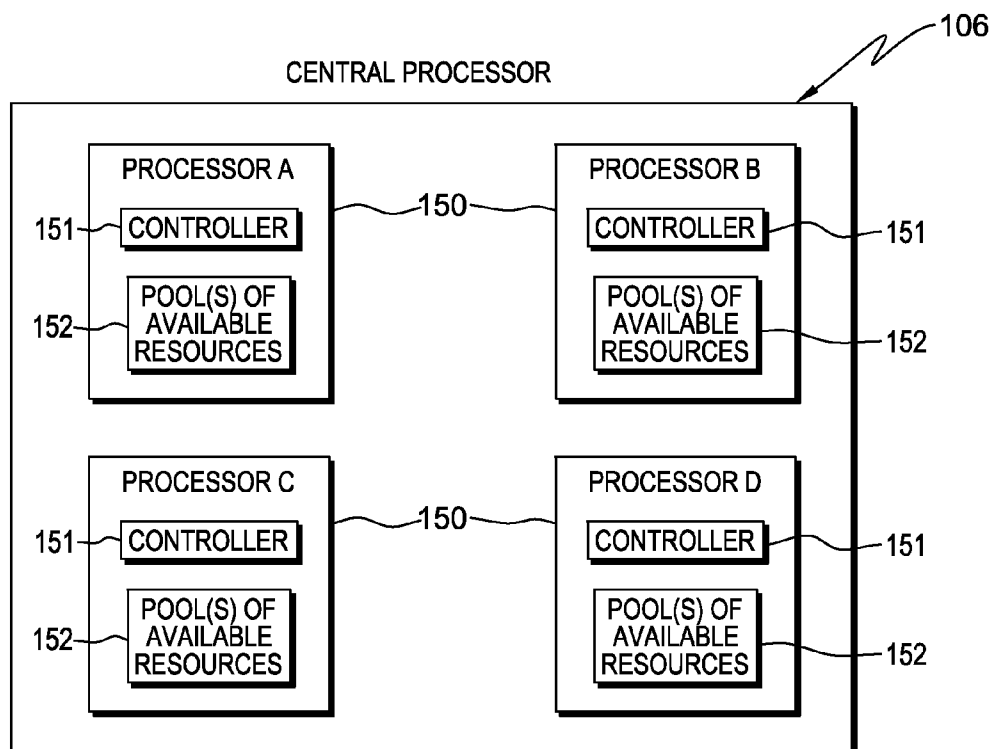 106
CENTRAL PROCESSOR
PROCESSOR A
151
CONTROLLER
152
POOL(S) OF
AVAILABLE
RESOURCES
150
PROCESSOR B
CONTROLLER
151
POOL(S) OF
AVAILABLE
RESOURCES
152
PROCESSOR C
151
CONTROLLER
152
POOL(S) OF
AVAILABLE
RESOURCES
150
PROCESSOR D
CONTROLLER
151
POOL(S) OF
AVAILABLE
RESOURCES
152